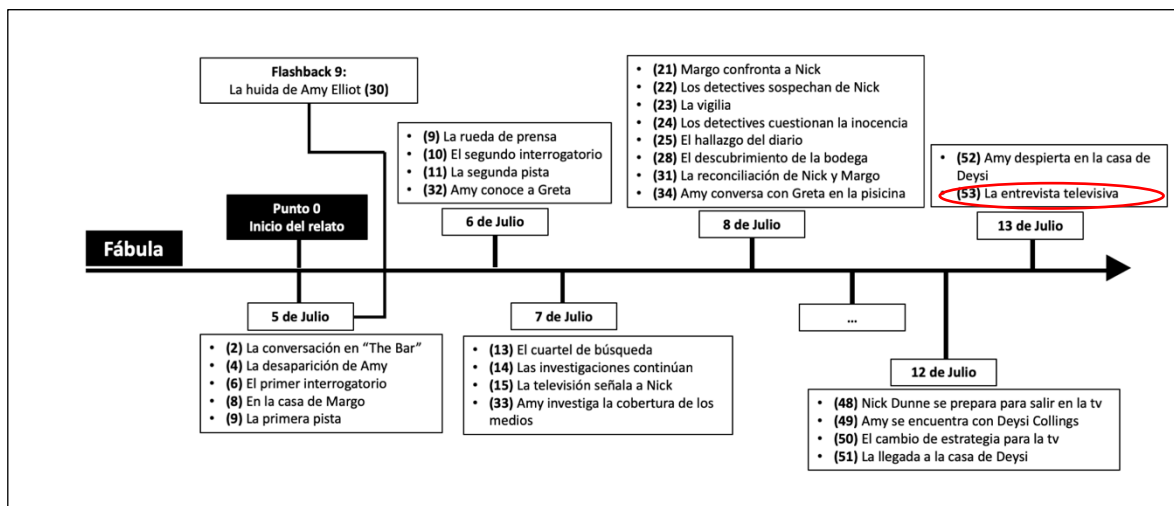 Flashback 9:
La huida de Amy Elliot (30)
Punto 0
Inicio del relato
Fábula
5 de Julio
• (2) La conversación en "The Bar"
• (4) La desaparición de Amy
• (6) El primer interrogatorio
• (8) En la casa de Margo
• (9) La primera pista
• (9) La rueda de prensa
• (10) El segundo interrogatorio
• (11) La segunda pista
• (32) Amy conoce a Greta
6 de Julio
7 de Julio
• (13) El cuartel de búsqueda
• (14) Las investigaciones continúan
• (15) La televisión señala a Nick
• (33) Amy investiga la cobertura de los
medios
• (21) Margo confronta a Nick
• (22) Los detectives sospechan de Nick
• (23) La vigilia
• (24) Los detectives cuestionan la inocencia
• (25) El hallazgo del diario
• (28) El descubrimiento de la bodega
• (31) La reconciliación de Nick y Margo
• (34) Amy conversa con Greta en la pisicina
8 de Julio
...
12 de Julio
• (48) Nick Dunne se prepara para salir en la tv
• (49) Amy se encuentra con Deysi Collings
• (50) El cambio de estrategia para la tv
• (51) La llegada a la casa de Deysi
• (52) Amy despierta en la casa de
Deysi
• (53) La entrevista televisiva
13 de Julio